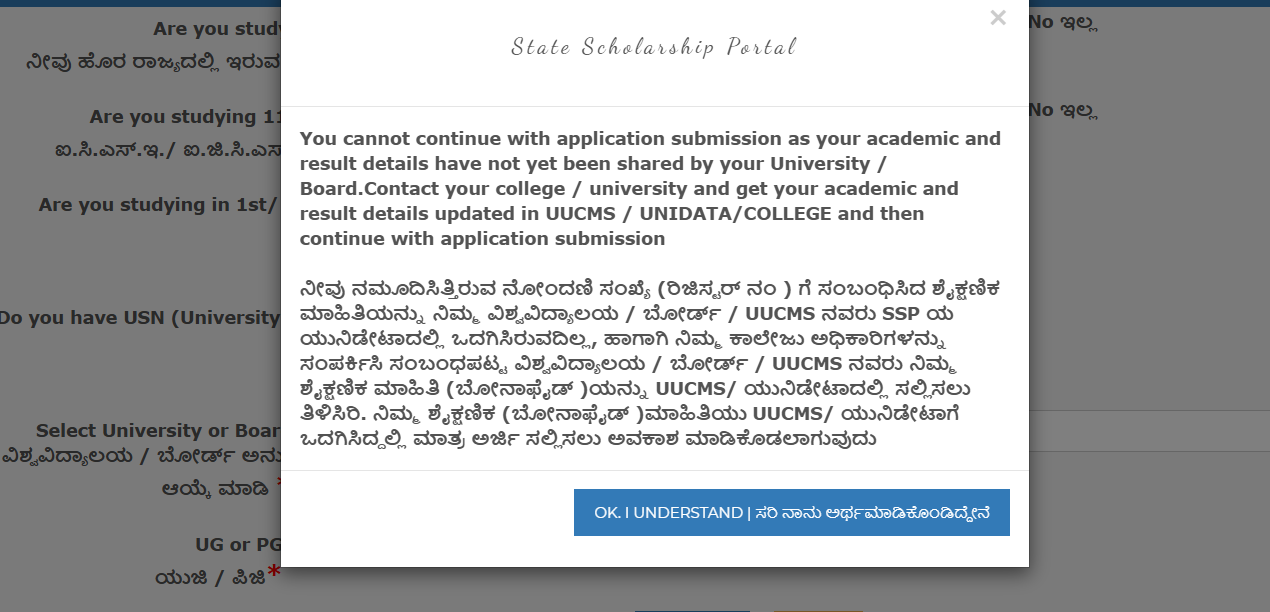 Are you study
No ಇಲ್ಲ
State Scholarship Portal
ನೀವು ಹೊರ ರಾಜ್ಯದಲ್ಲಿ ಇರುವ
Are you studying 11
No ಇಲ್ಲ
ಐ.ಸಿ.ಎಸ್.ಇ./ ಐ.ಜಿ.ಸಿ.ಎಸ್
Are you studying in 1st/
Do you have USN (University
Select University or Boar
ವಿಶ್ವವಿದ್ಯಾಲಯ / ಬೋರ್ಡ್ ಅನು
ಆಯ್ಕೆ ಮಾಡಿ *
UG or PG
ಯುಜಿ / ಪಿಜಿ*
You cannot continue with application submission as your academic and
result details have not yet been shared by your University /
Board.Contact your college / university and get your academic and
result details updated in UUCMS / UNIDATA/COLLEGE and then
continue with application submission
ನೀವು ನಮೂದಿಸಿತ್ತಿರುವ ನೋಂದಣಿ ಸಂಖ್ಯೆ (ರಿಜಿಸ್ಟರ್ ನಂ ) ಗೆ ಸಂಬಂಧಿಸಿದ ಶೈಕ್ಷಣಿಕ
ಮಾಹಿತಿಯನ್ನು ನಿಮ್ಮ ವಿಶ್ವವಿದ್ಯಾಲಯ / ಬೋರ್ಡ್ / UUCMS ನವರು SSP ಯ
ಯುನಿಡೇಟಾದಲ್ಲಿ ಒದಗಿಸಿರುವದಿಲ್ಲ, ಹಾಗಾಗಿ ನಿಮ್ಮ ಕಾಲೇಜು ಅಧಿಕಾರಿಗಳನ್ನು
ಸಂಪರ್ಕಿಸಿ ಸಂಬಂಧಪಟ್ಟ ವಿಶ್ವವಿದ್ಯಾಲಯ / ಬೋರ್ಡ್ / UUCMS ನವರು ನಿಮ್ಮ
ಶೈಕ್ಷಣಿಕ ಮಾಹಿತಿ (ಬೋನಾಫೈಡ್ )ಯನ್ನು UUCMS/ ಯುನಿಡೇಟಾದಲ್ಲಿ ಸಲ್ಲಿಸಲು
ತಿಳಿಸಿರಿ. ನಿಮ್ಮ ಶೈಕ್ಷಣಿಕ (ಬೋನಾಫೈಡ್ )ಮಾಹಿತಿಯು UUCMS/ ಯುನಿಡೇಟಾಗೆ
ಒದಗಿಸಿದ್ದಲ್ಲಿ ಮಾತ್ರ ಅರ್ಜಿ ಸಲ್ಲಿಸಲು ಅವಕಾಶ ಮಾಡಿಕೊಡಲಾಗುವುದು
OK. I UNDERSTAND | ಸರಿ ನಾನು ಅರ್ಥಮಾಡಿಕೊಂಡಿದ್ದೇನೆ